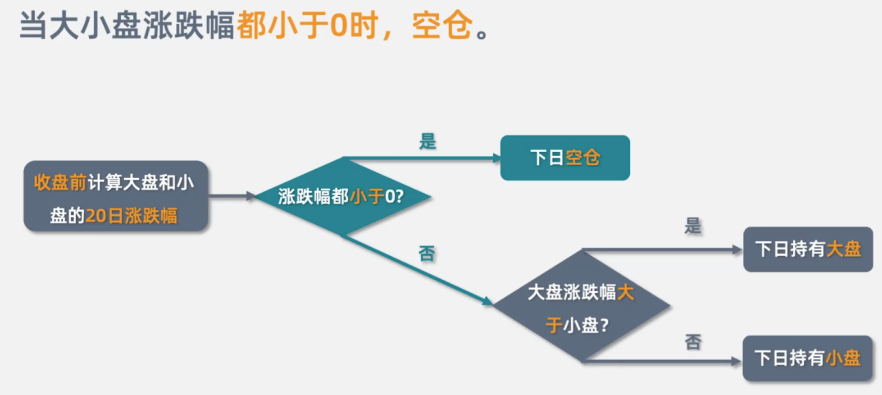 当大小盘涨跌幅都小于0时，空仓。
是
下日空仓
收盘前计算大盘和小
盘的20日涨跌幅
涨跌幅都小于0?
否
是
下日持有大盘
大盘涨跌幅大
于小盘?
否
下日持有小盘